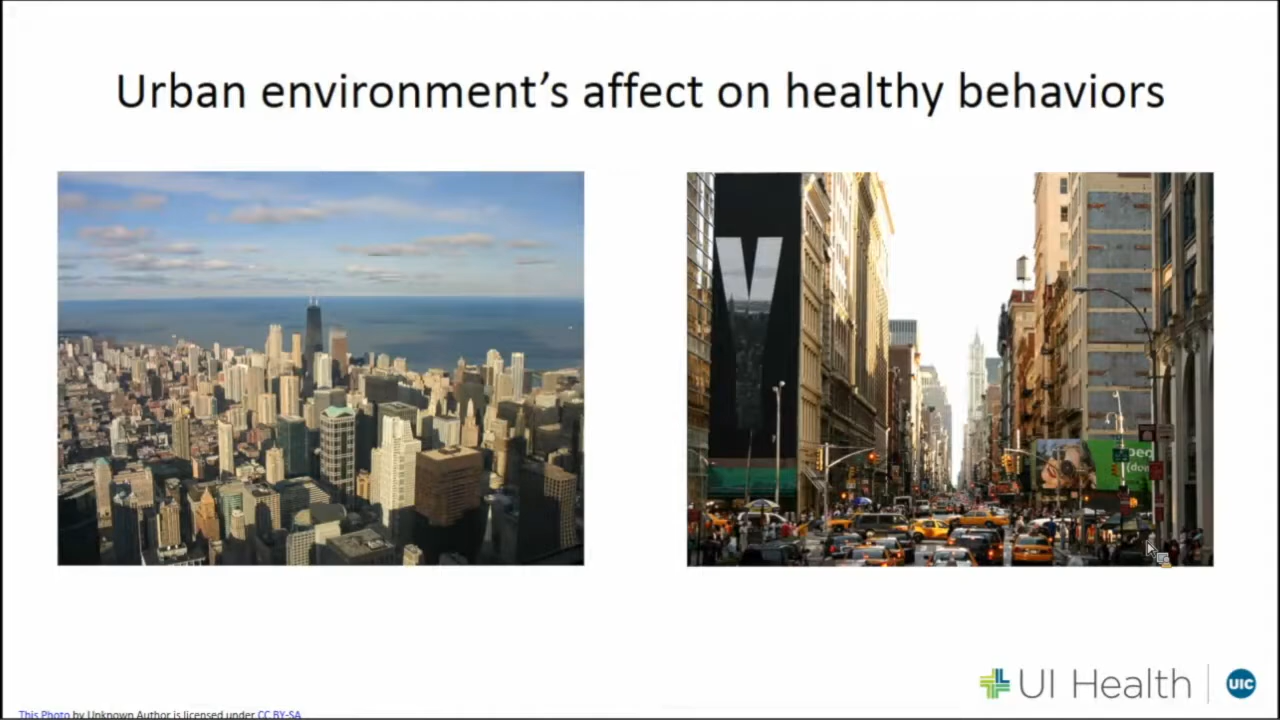 Urban environment's affect on healthy behaviors
V
UI Health
UIC
This Photo by Unknown Author is licensed under CC BY-SA